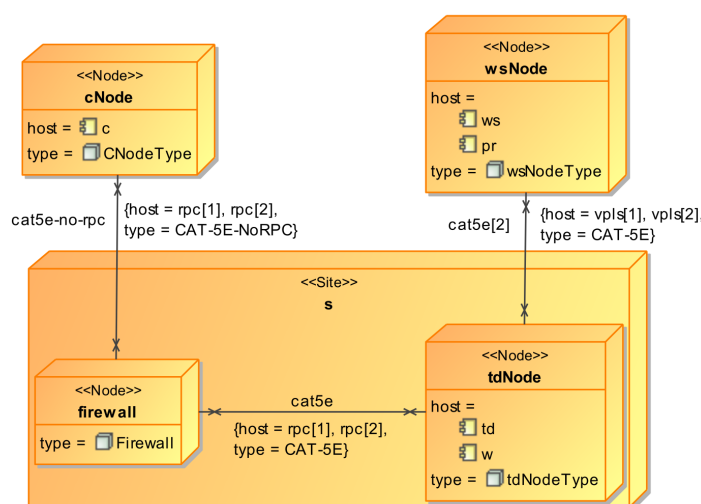 <<Node>>
cNode
host = c
type = CNodeType
<<Node>>
wsNode
host =
ws
pr
type = wsNodeType
cat5e-no-rpc
{host = rpc[1], rpc[2],
type = CAT-5E-NoRPC}
cat5e[2]
{host = vpls[1], vpls[2],
type = CAT-5E}
<<Site>>
s
<<Node>>
firewall
type = Firewall
cat5e
{host = rpc[1], rpc[2],
type = CAT-5E}
<<Node>>
tdNode
host =
td
w
type = tdNodeType